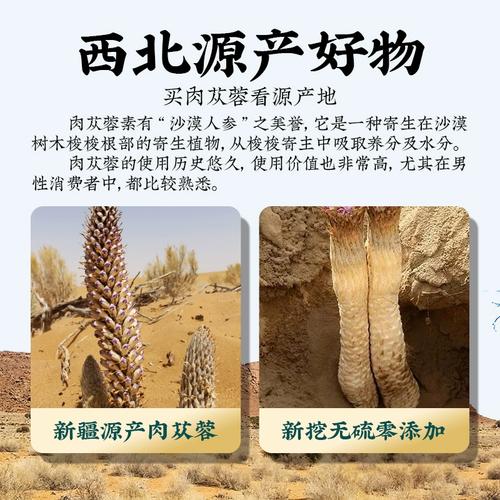 西北源产好物
买肉苁蓉看源产地
肉苁蓉素有“沙漠人参”之美誉,它是一种寄生在沙漠
树木梭梭根部的寄生植物,从梭梭寄主中吸取养分及水分。
肉苁蓉的使用历史悠久,使用价值也非常高,尤其在男
性消费者中,都比较熟悉。
新疆源产肉苁蓉
新挖无硫零添加